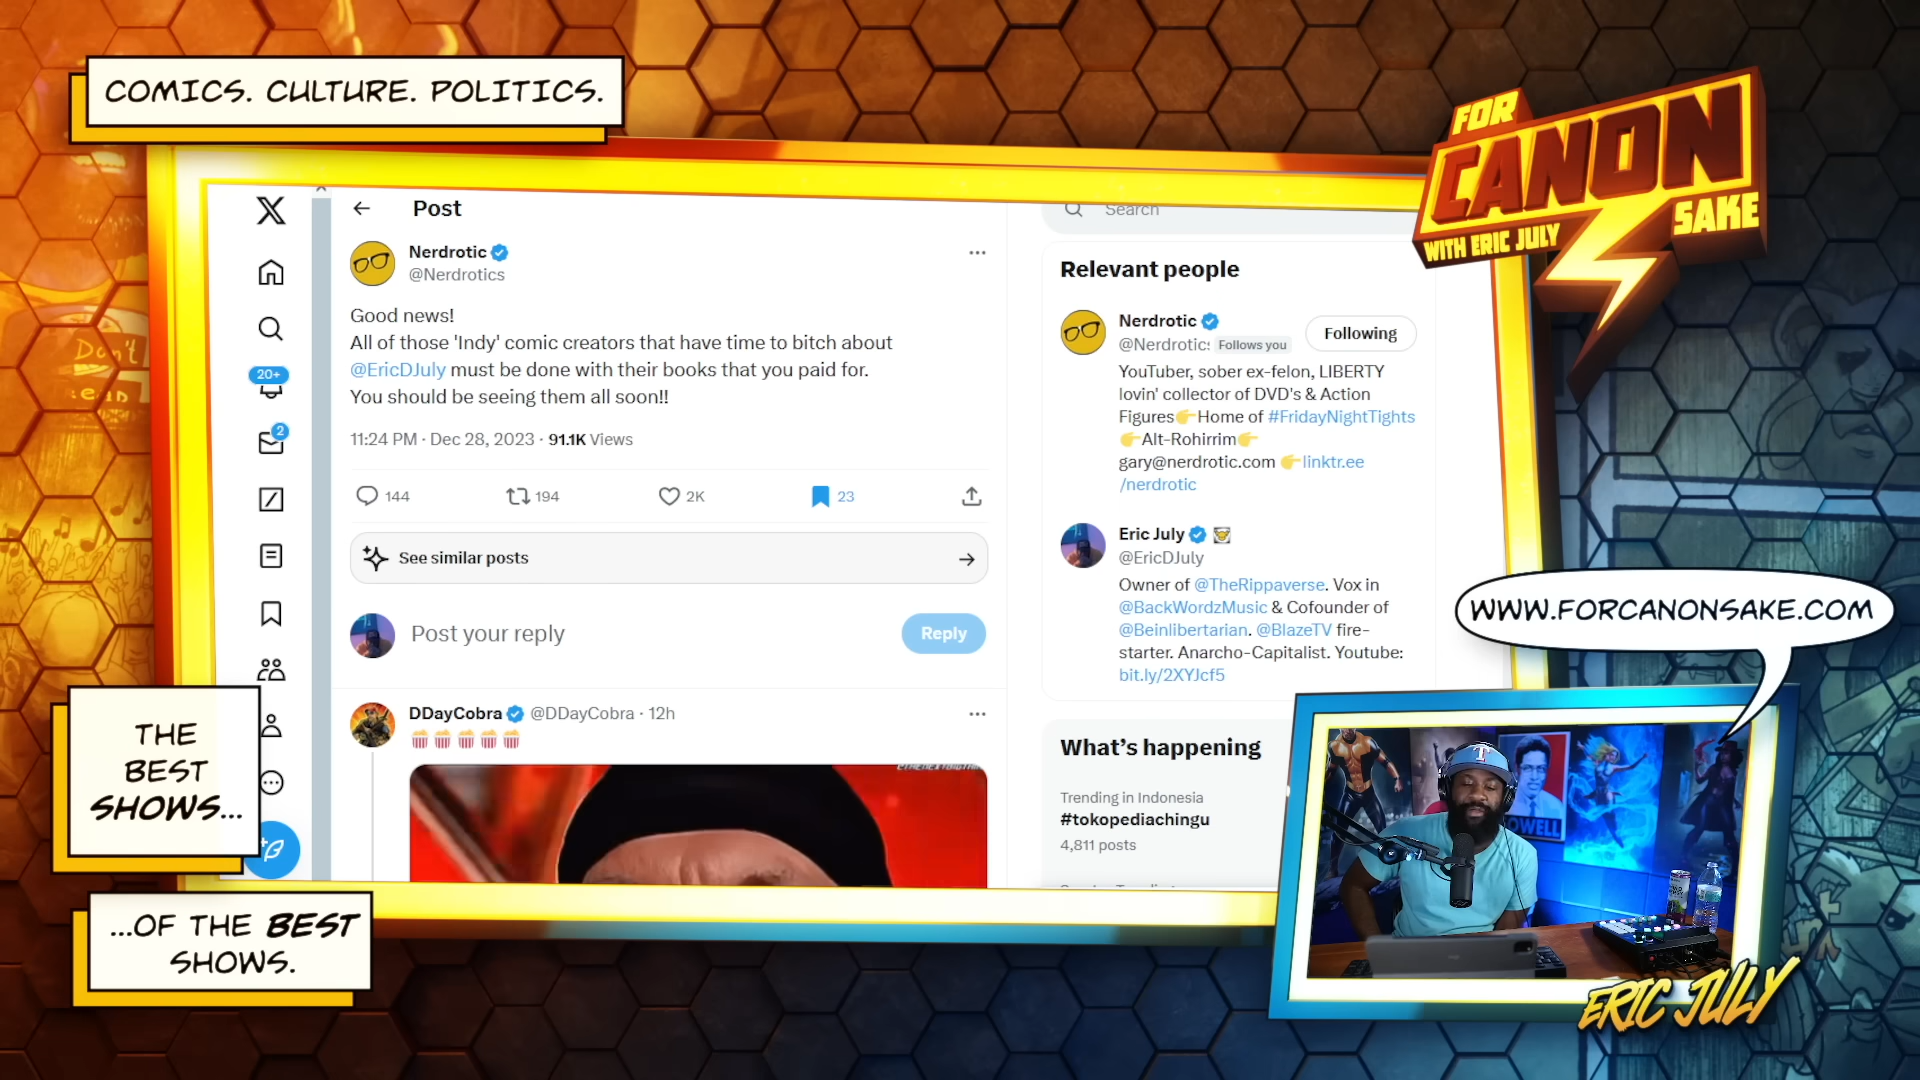 COMICS. CULTURE. POLITICS.
FOR
CANON
SAKE
WITH ERIC JULY
Post
Search
Nerdrotic
@Nerdrotics
Good news!
All of those 'Indy' comic creators that have time to bitch about
@EricDJuly must be done with their books that you paid for.
You should be seeing them all soon!!
11:24 PM · Dec 28, 2023 · 91.1K Views
144
194
2K
23
See similar posts
Post your reply
Reply
DDayCobra @DDayCobra · 12h
20+
2
Relevant people
Nerdrotic
@Nerdrotics Follows you
Following
YouTuber, sober ex-felon, LIBERTY
lovin' collector of DVD's & Action
Figures👉Home of #FridayNightTights
👉Alt-Rohirrim👉
gary@nerdrotic.com 👉linktr.ee
/nerdrotic
Eric July
@EricDJuly
Owner of @TheRippaverse. Vox in
@BackWordzMusic & Cofounder of
@Beinlibertarian. @BlazeTV fire-
starter. Anarcho-Capitalist. Youtube:
bit.ly/2XYJcf5
What's happening
Trending in Indonesia
#tokopediachingu
4,811 posts
WWW.FORCANONSAKE.COM
THE
BEST
SHOWS...
...OF THE BEST
SHOWS.
T
OWELL
ERIC JULY